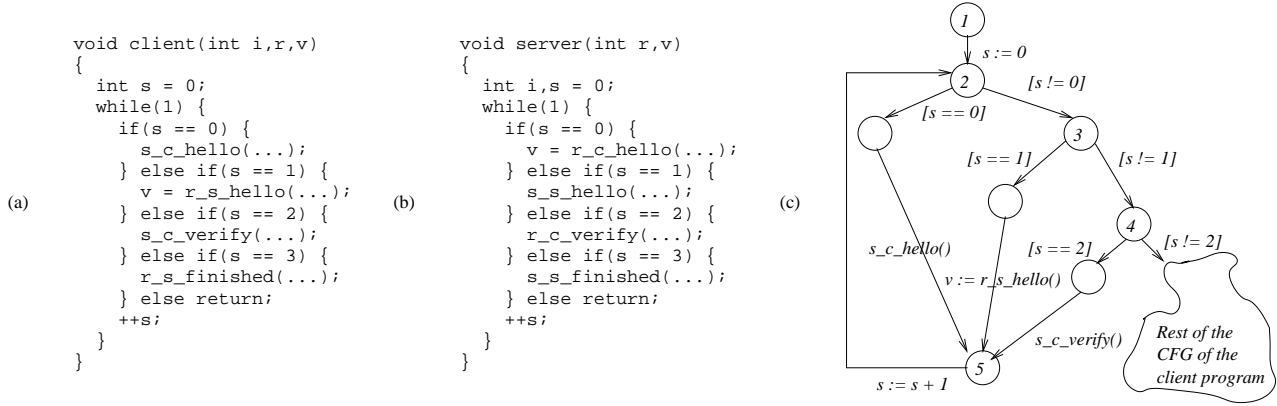 (a)
void client(int i,r,v)
{
  int s = 0;
  while(1) {
    if(s == 0) {
      s_c_hello(...);
    } else if(s == 1) {
      v = r_s_hello(...);
    } else if(s == 2) {
      s_c_verify(...);
    } else if(s == 3) {
      r_s_finished(...);
    } else return;
    ++s;
  }
}
(b)
void server(int r,v)
{
  int i,s = 0;
  while(1) {
    if(s == 0) {
      v = r_c_hello(...);
    } else if(s == 1) {
      s_s_hello(...);
    } else if(s == 2) {
      r_c_verify(...);
    } else if(s == 3) {
      s_s_finished(...);
    } else return;
    ++s;
  }
}
(c)
1
s := 0
2
[s != 0]
[s == 0]
3
[s == 1]
[s != 1]
4
s_c_hello()
[s == 2]
[s != 2]
v := r_s_hello()
s_c_verify()
Rest of the
CFG of the
client program
5
s := s + 1